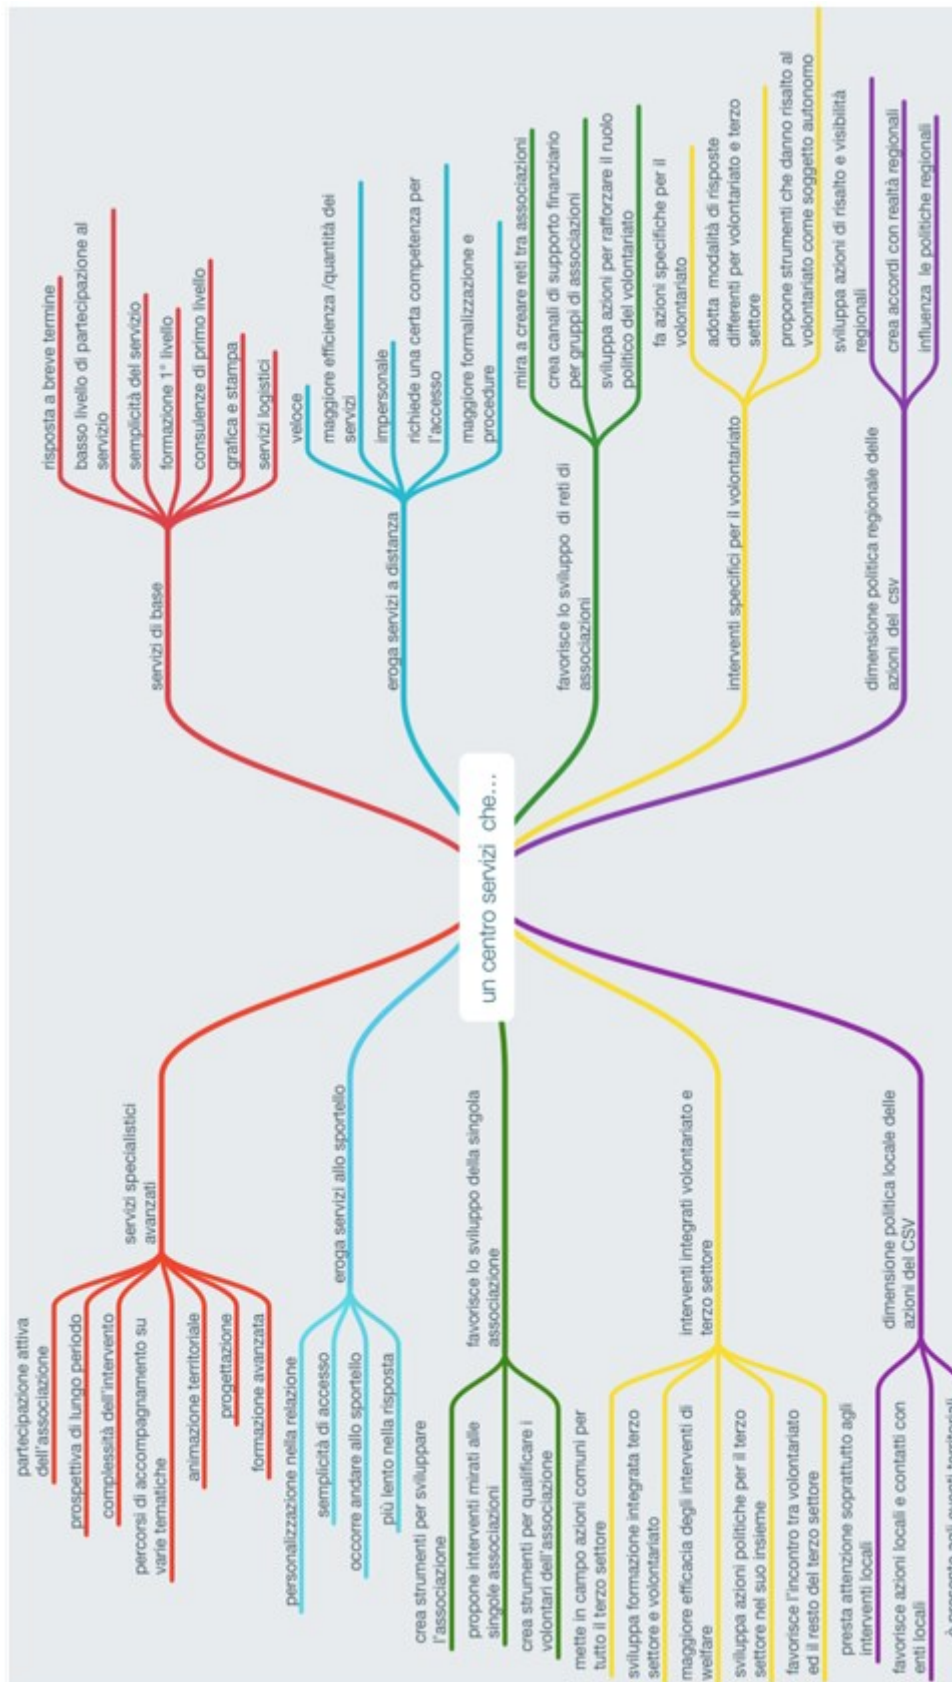 un centro servizi che...
servizi specialistici
avanzati
partecipazione attiva
dell'associazione
prospettiva di lungo periodo
complessità dell'intervento
percorsi di accompagnamento su
varie tematiche
animazione territoriale
progettazione
formazione avanzata
eroga servizi allo sportello
personalizzazione nella relazione
semplicità di accesso
occorre andare allo sportello
più lento nella risposta
favorisce lo sviluppo della singola
associazione
crea strumenti per sviluppare
l'associazione
propone interventi mirati alle
singole associazioni
crea strumenti per qualificare i
volontari dell'associazione
interventi integrati volontariato e
terzo settore
mette in campo azioni comuni per
tutto il terzo settore
sviluppa formazione integrata terzo
settore e volontariato
maggiore efficacia degli interventi di
welfare
sviluppa azioni politiche per il terzo
settore nel suo insieme
favorisce l'incontro tra volontariato
ed il resto del terzo settore
dimensione politica locale delle
azioni del CSV
presta attenzione soprattutto agli
interventi locali
favorisce azioni locali e contatti con
enti locali
servizi di base
risposta a breve termine
basso livello di partecipazione al
servizio
semplicità del servizio
formazione 1° livello
consulenze di primo livello
grafica e stampa
servizi logistici
eroga servizi a distanza
veloce
maggiore efficienza /quantità dei
servizi
impersonale
richiede una certa competenza per
l'accesso
maggiore formalizzazione e
procedure
favorisce lo sviluppo di reti di
associazioni
mira a creare reti tra associazioni
crea canali di supporto finanziario
per gruppi di associazioni
sviluppa azioni per rafforzare il ruolo
politico del volontariato
interventi specifici per il volontariato
fa azioni specifiche per il
volontariato
adotta modalità di risposte
differenti per volontariato e terzo
settore
propone strumenti che danno risalto al
volontariato come soggetto autonomo
dimensione politica regionale delle
azioni del csv
sviluppa azioni di risalto e visibilità
regionali
crea accordi con realtà regionali
influenza le politiche regionali